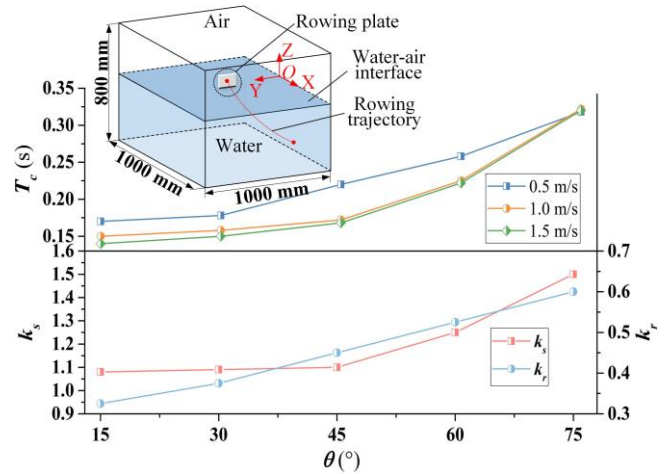 Air
Rowing plate
Z
Water-air
interface
O
X
Y
Rowing
trajectory
Water
800 mm
1000 mm
1000 mm
0.35
0.30
0.25
0.20
0.15
T_c (s)
0.5 m/s
1.0 m/s
1.5 m/s
1.6
1.5
1.4
1.3
1.2
1.1
1.0
0.9
k_s
0.7
0.6
0.5
0.4
0.3
k_r
k_s
k_r
15
30
45
60
75
θ (°)